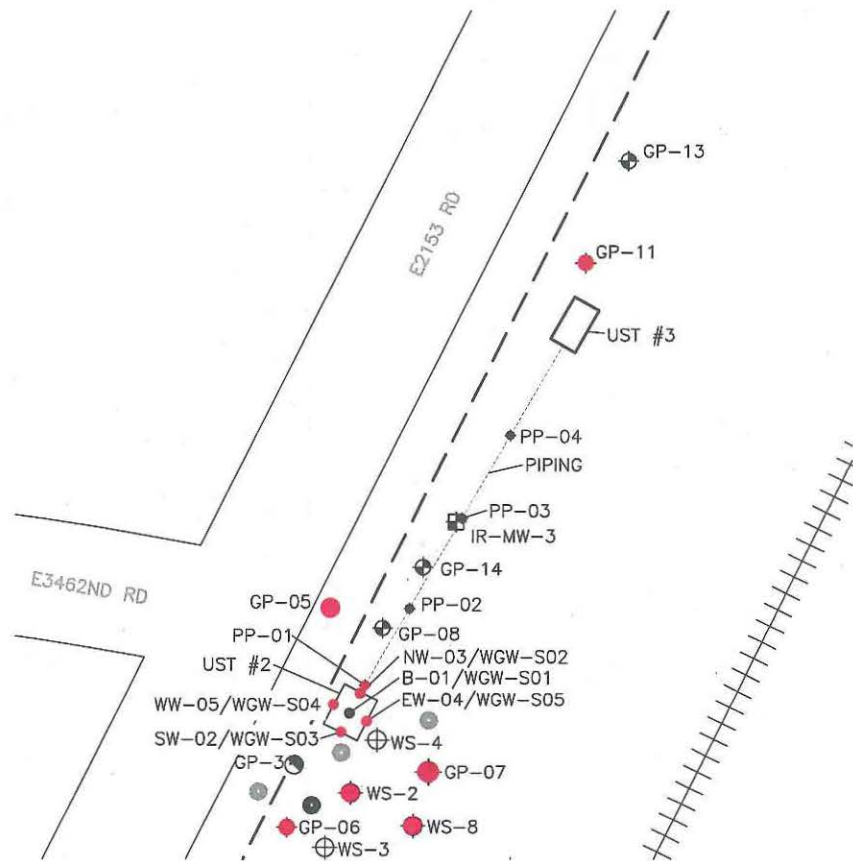 GP-13
E2153 RD
GP-11
UST #3
PP-04
PIPING
PP-03
IR-MW-3
GP-14
E3462ND RD
GP-05
PP-02
GP-08
PP-01
NW-03/WGW-S02
UST #2
B-01/WGW-S01
EW-04/WGW-S05
WW-05/WGW-S04
SW-02/WGW-S03
WS-4
GP-3
GP-07
WS-2
GP-06
WS-8
WS-3